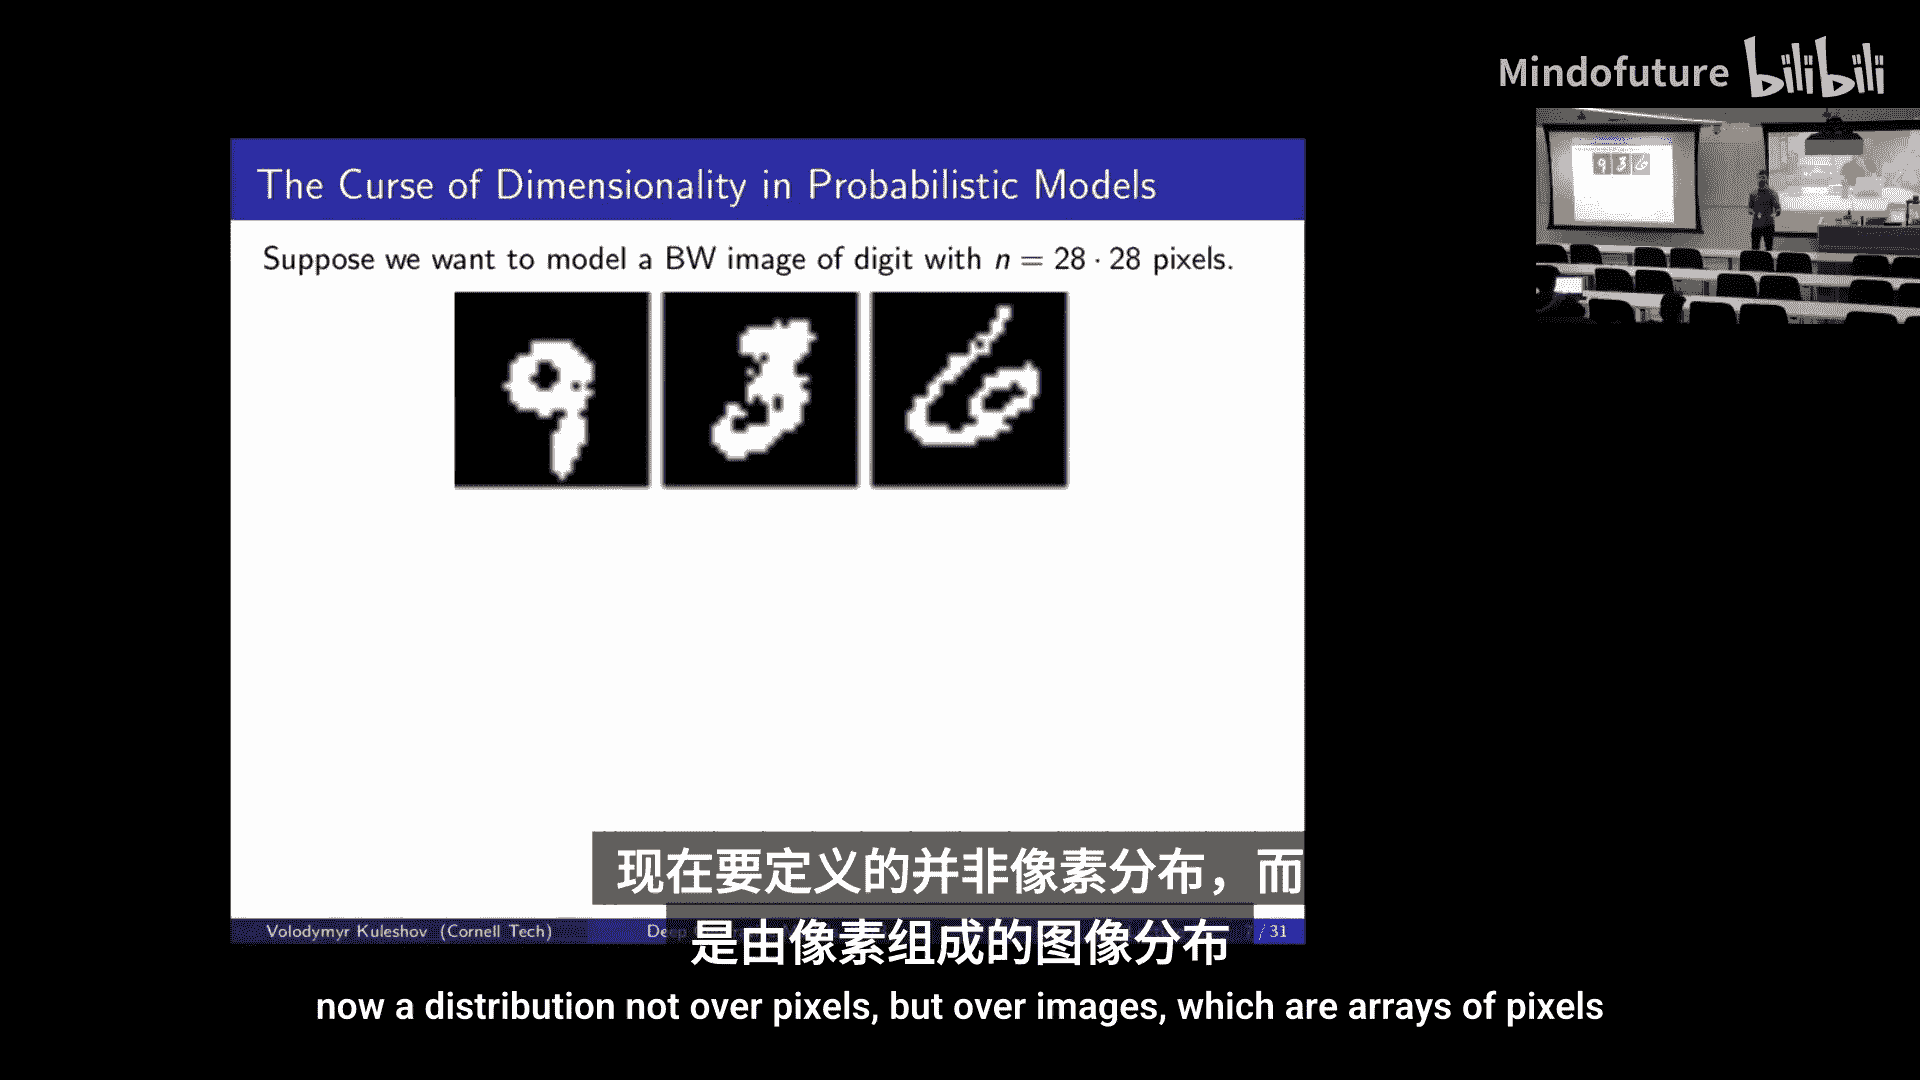 Mindofuture bilibili
The Curse of Dimensionality in Probabilistic Models
Suppose we want to model a BW image of digit with n = 28 · 28 pixels.
9 3 6
现在要定义的并非像素分布，而
是由像素组成的图像分布
Volodymyr Kuleshov (Cornell Tech) / 31
now a distribution not over pixels, but over images, which are arrays of pixels